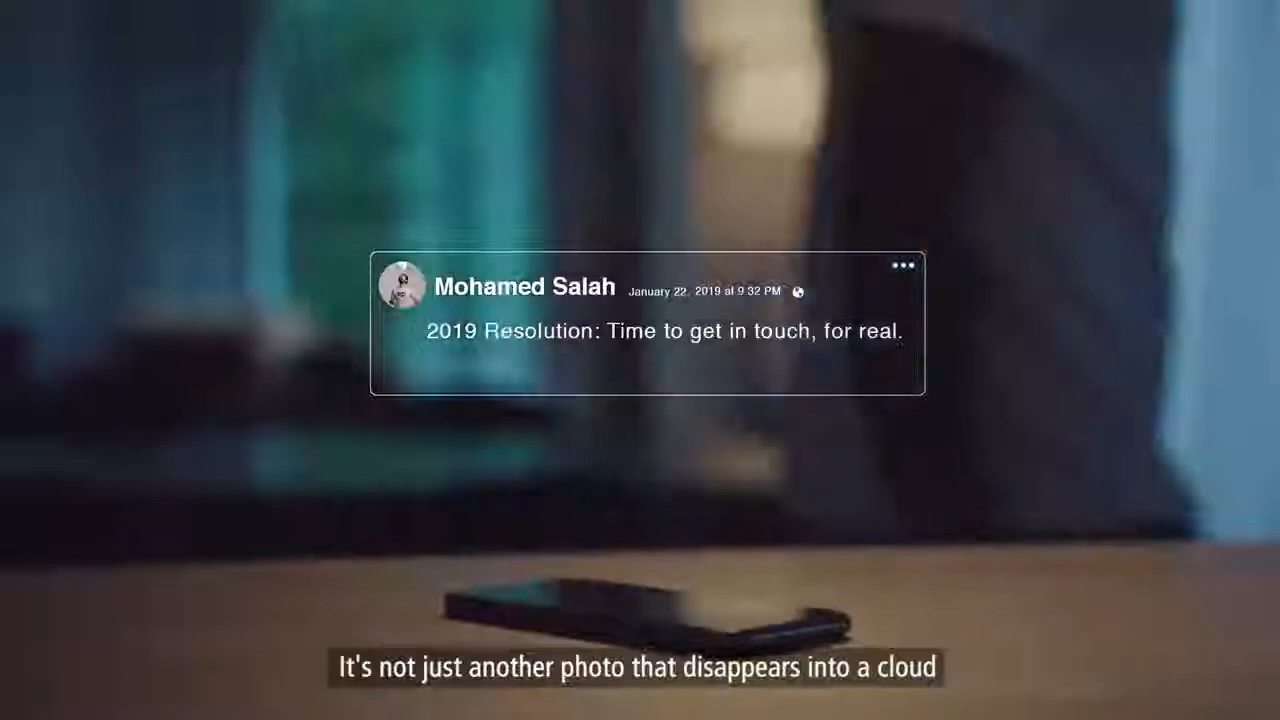 Mohamed Salah January 22, 2019 at 9:32 PM
2019 Resolution: Time to get in touch, for real.
It's not just another photo that disappears into a cloud